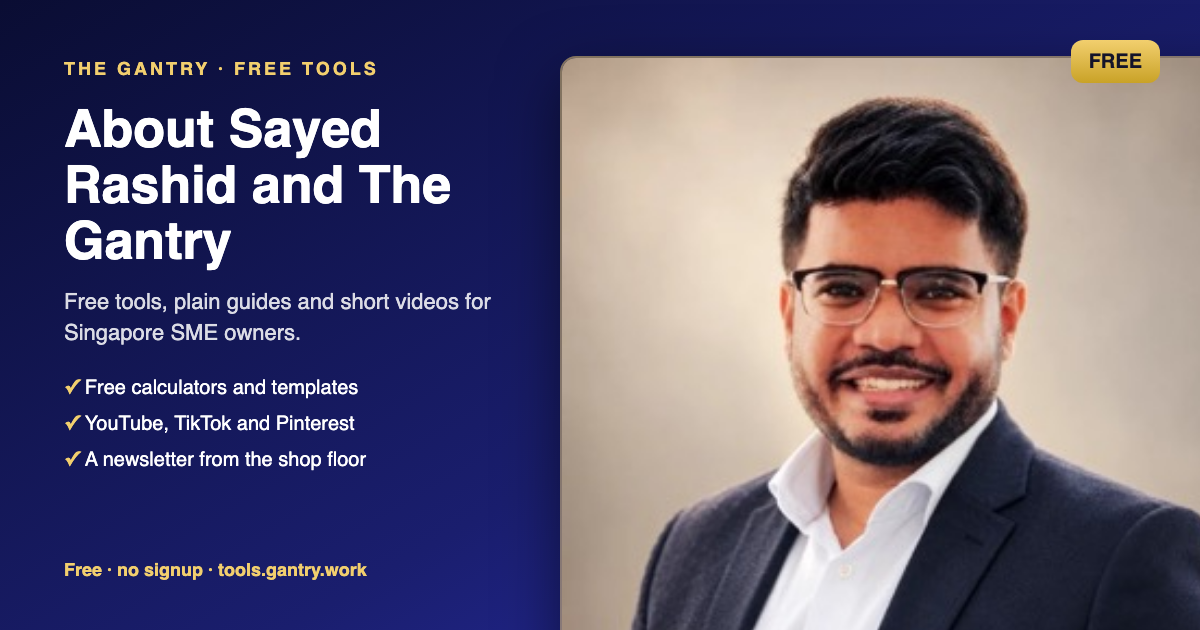 THE GANTRY · FREE TOOLS
FREE
About Sayed
Rashid and The
Gantry
Free tools, plain guides and short videos for
Singapore SME owners.
✓ Free calculators and templates
✓ YouTube, TikTok and Pinterest
✓ A newsletter from the shop floor
Free · no signup · tools.gantry.work